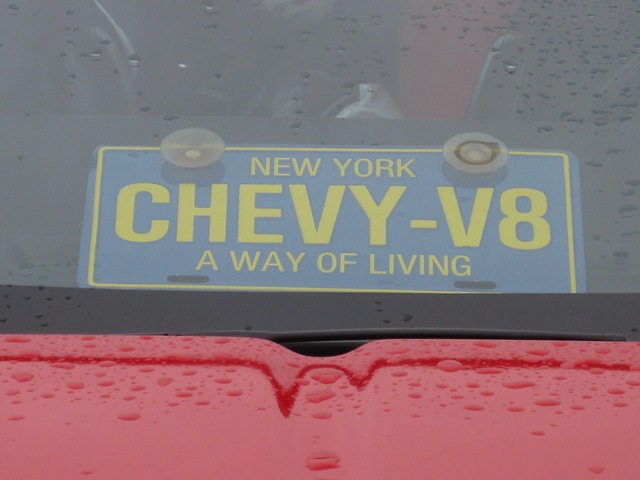 NEW YORK
CHEVY-V8
A WAY OF LIVING